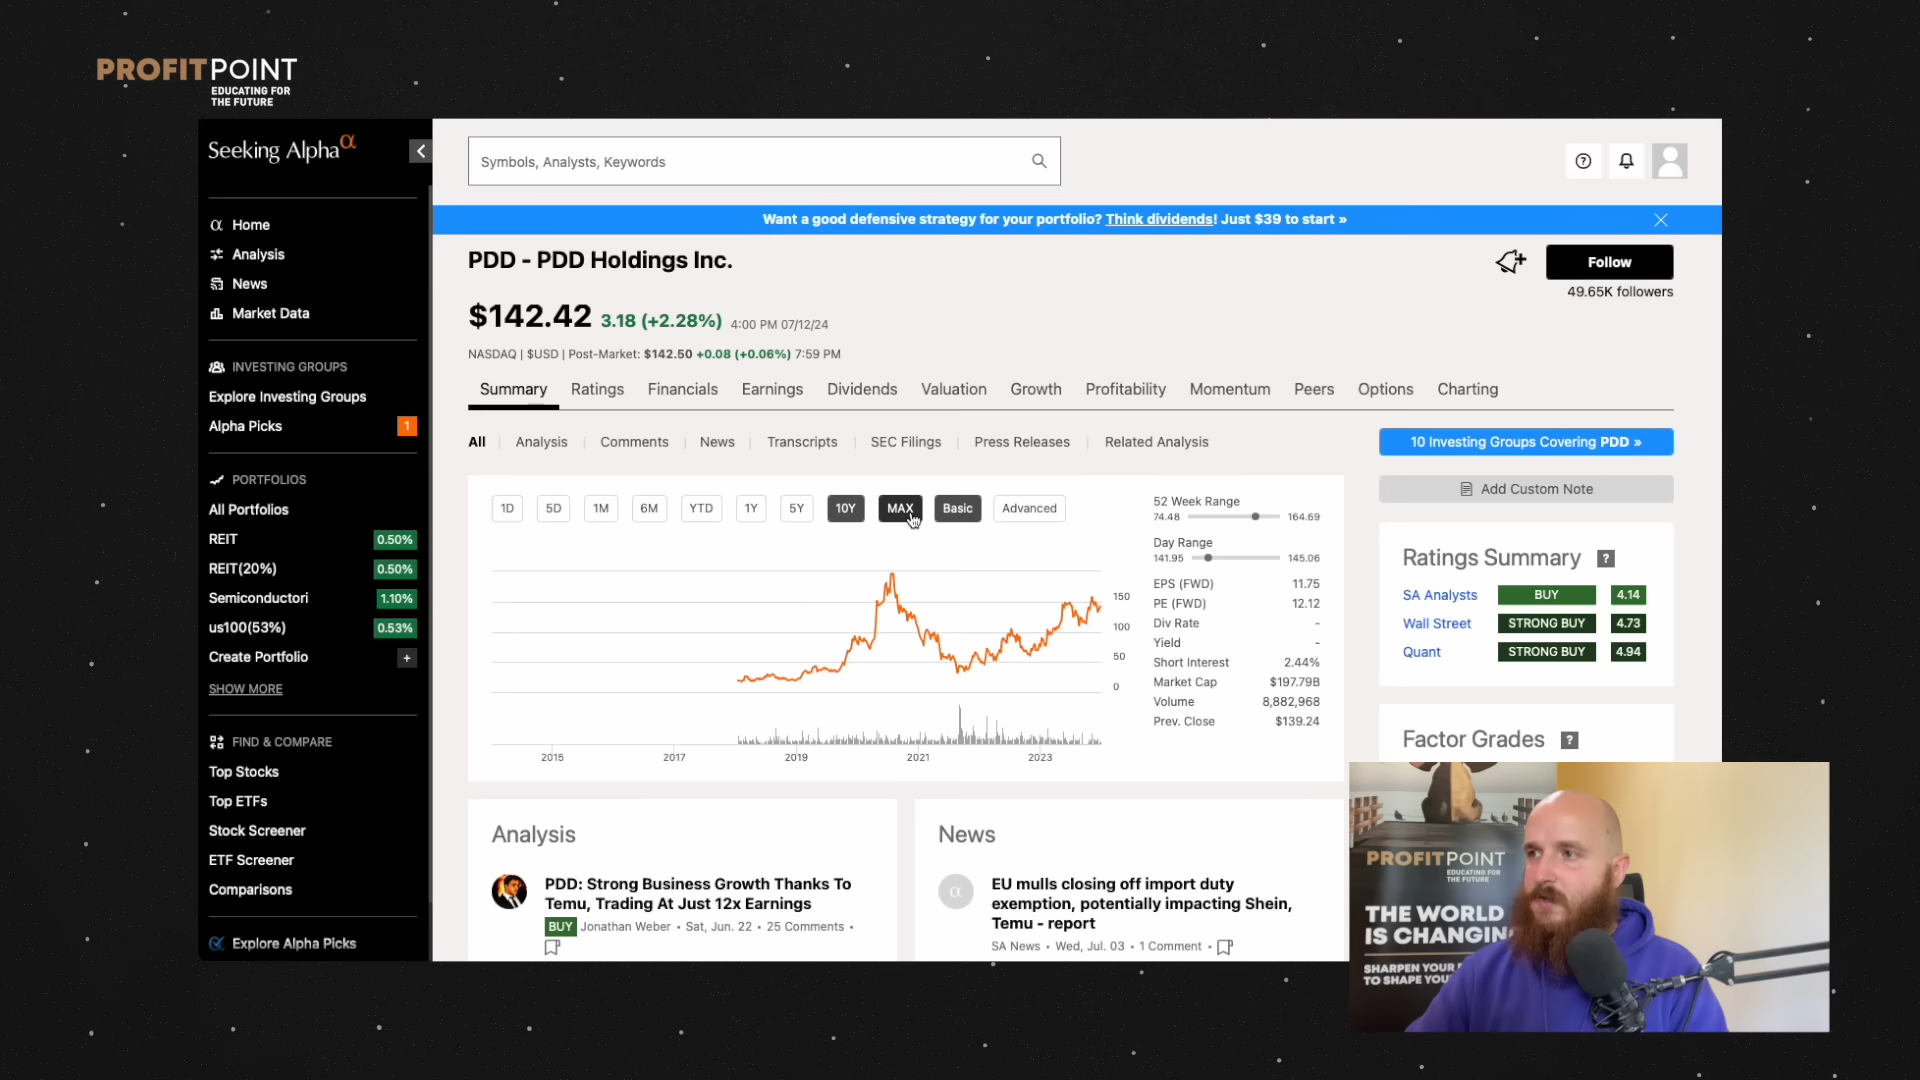 PROFITPOINT
EDUCATING FOR
THE FUTURE
Seeking Alpha α
Symbols, Analysts, Keywords
Home
Analysis
News
Market Data
INVESTING GROUPS
Explore Investing Groups
Alpha Picks 1
PORTFOLIOS
All Portfolios
REIT 0.50%
REIT(20%) 0.50%
Semiconductori 1.10%
us100(53%) 0.53%
Create Portfolio +
SHOW MORE
FIND & COMPARE
Top Stocks
Top ETFs
Stock Screener
ETF Screener
Comparisons
Explore Alpha Picks
Want a good defensive strategy for your portfolio? Think dividends! Just $39 to start »
PDD - PDD Holdings Inc.
Follow
49.65K followers
$142.42 3.18 (+2.28%) 4:00 PM 07/12/24
NASDAQ | $USD | Post-Market: $142.50 +0.08 (+0.06%) 7:59 PM
Summary Ratings Financials Earnings Dividends Valuation Growth Profitability Momentum Peers Options Charting
All | Analysis | Comments | News | Transcripts | SEC Filings | Press Releases | Related Analysis
10 Investing Groups Covering PDD »
Add Custom Note
1D 5D 1M 6M YTD 1Y 5Y 10Y MAX Basic Advanced
150
100
50
0
2015 2017 2019 2021 2023
52 Week Range
74.48 164.69
Day Range
141.95 145.06
EPS (FWD) 11.75
PE (FWD) 12.12
Div Rate -
Yield -
Short Interest 2.44%
Market Cap $197.79B
Volume 8,882,968
Prev. Close $139.24
Ratings Summary ?
SA Analysts BUY 4.14
Wall Street STRONG BUY 4.73
Quant STRONG BUY 4.94
Factor Grades ?
Analysis
PDD: Strong Business Growth Thanks To
Temu, Trading At Just 12x Earnings
BUY Jonathan Weber • Sat, Jun. 22 • 25 Comments •
News
EU mulls closing off import duty
exemption, potentially impacting Shein,
Temu - report
SA News • Wed, Jul. 03 • 1 Comment •
PROFITPOINT
EDUCATING FOR
THE FUTURE
THE WORLD
IS CHANGIN
SHARPEN YOUR
TO SHAPE YOU